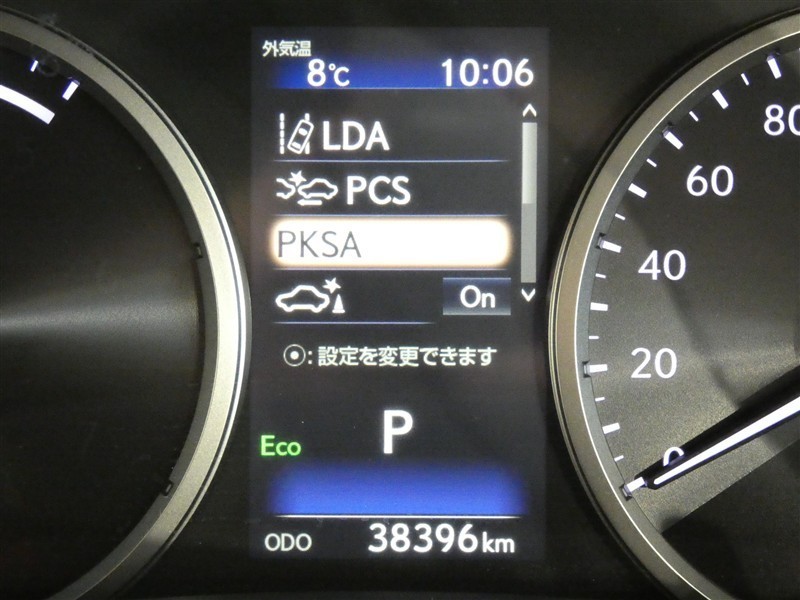 外気温
8℃ 10:06
LDA
PCS
PKSA
On
⦿:設定を変更できます
P
Eco
ODO 38396km
80
60
40
20
0